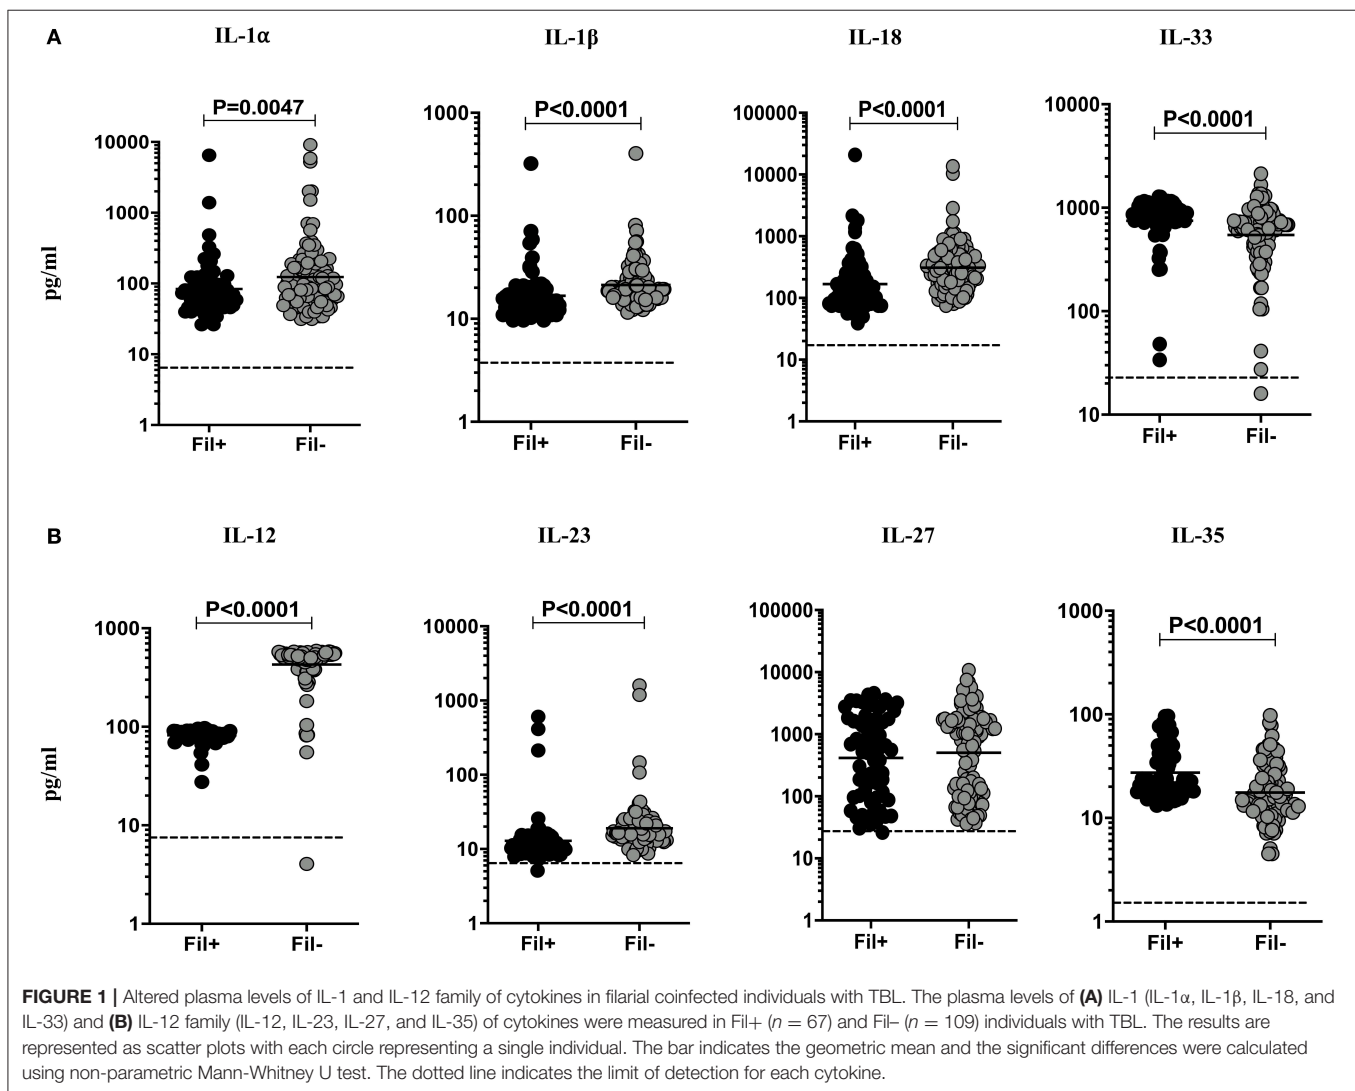 A
IL-1α
IL-1β
IL-18
IL-33
P=0.0047
P<0.0001
P<0.0001
P<0.0001
pg/ml
10000
1000
100
10
1
Fil+
Fil-
1000
100
10
1
Fil+
Fil-
100000
10000
1000
100
10
1
Fil+
Fil-
10000
1000
100
10
Fil+
Fil-
B
IL-12
IL-23
IL-27
IL-35
P<0.0001
P<0.0001
P<0.0001
pg/ml
1000
100
10
1
Fil+
Fil-
10000
1000
100
10
1
Fil+
Fil-
100000
10000
1000
100
10
1
Fil+
Fil-
1000
100
10
1
Fil+
Fil-
FIGURE 1 | Altered plasma levels of IL-1 and IL-12 family of cytokines in filarial coinfected individuals with TBL. The plasma levels of (A) IL-1 (IL-1α, IL-1β, IL-18, and
IL-33) and (B) IL-12 family (IL-12, IL-23, IL-27, and IL-35) of cytokines were measured in Fil+ (n = 67) and Fil– (n = 109) individuals with TBL. The results are
represented as scatter plots with each circle representing a single individual. The bar indicates the geometric mean and the significant differences were calculated
using non-parametric Mann-Whitney U test. The dotted line indicates the limit of detection for each cytokine.